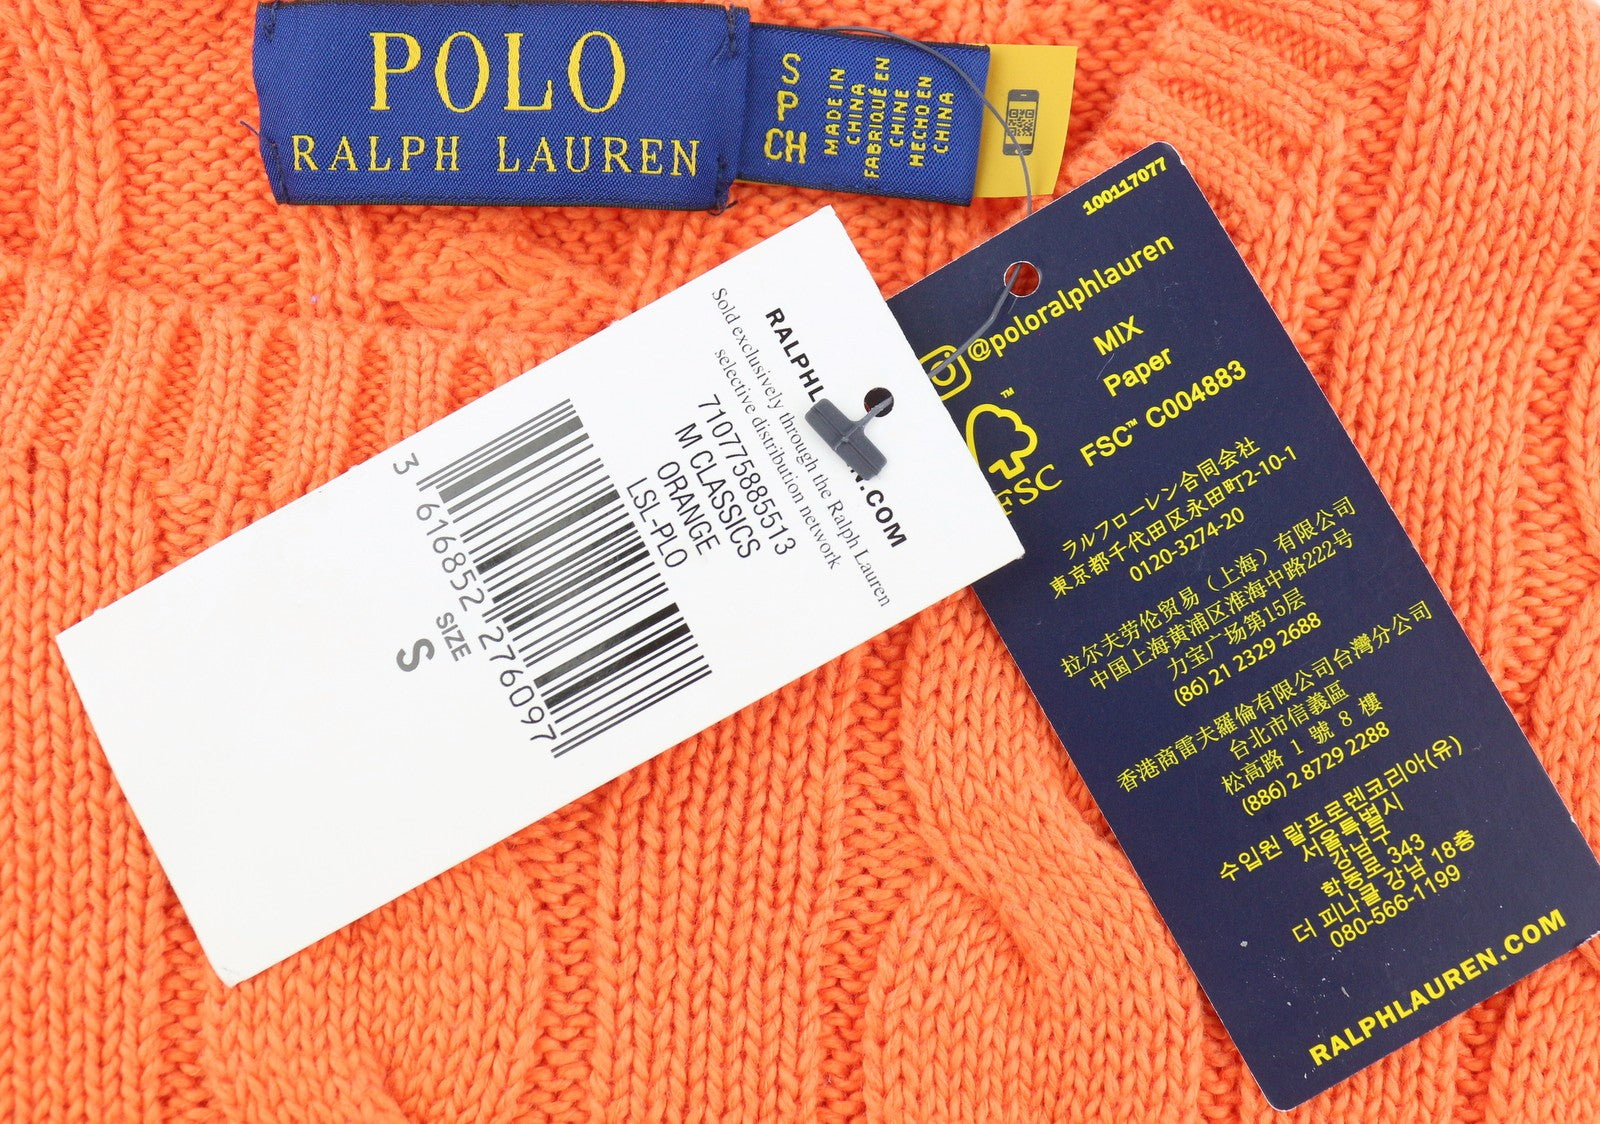 POLO
RALPH LAUREN
S
P
CH
MADE IN
CHINA
FABRIQUÉ EN
CHINE
HECHO EN
CHINA
RALPHL N.COM
Sold exclusively through the Ralph Lauren
selective distribution network
710775885513
M CLASSICS
ORANGE
LSL-PLO
3 616852 276097
SIZE
S
100117077
@poloralphlauren
MIX
Paper
FSC™ C004883
™
FSC
ラルフローレン合同会社
東京都千代田区永田町2-10-1
0120-3274-20
拉尔夫劳伦贸易（上海）有限公司
中国上海黄浦区淮海中路222号
力宝广场第15层
(86) 21 2329 2688
香港商雷夫羅倫有限公司台灣分公司
台北市信義區
松高路 1 號 8 樓
(886) 2 8729 2288
수입원 랄프로렌코리아(유)
서울특별시
강남구
학동로 343
더 피나클 강남 18층
080-566-1199
RALPHLAUREN.COM